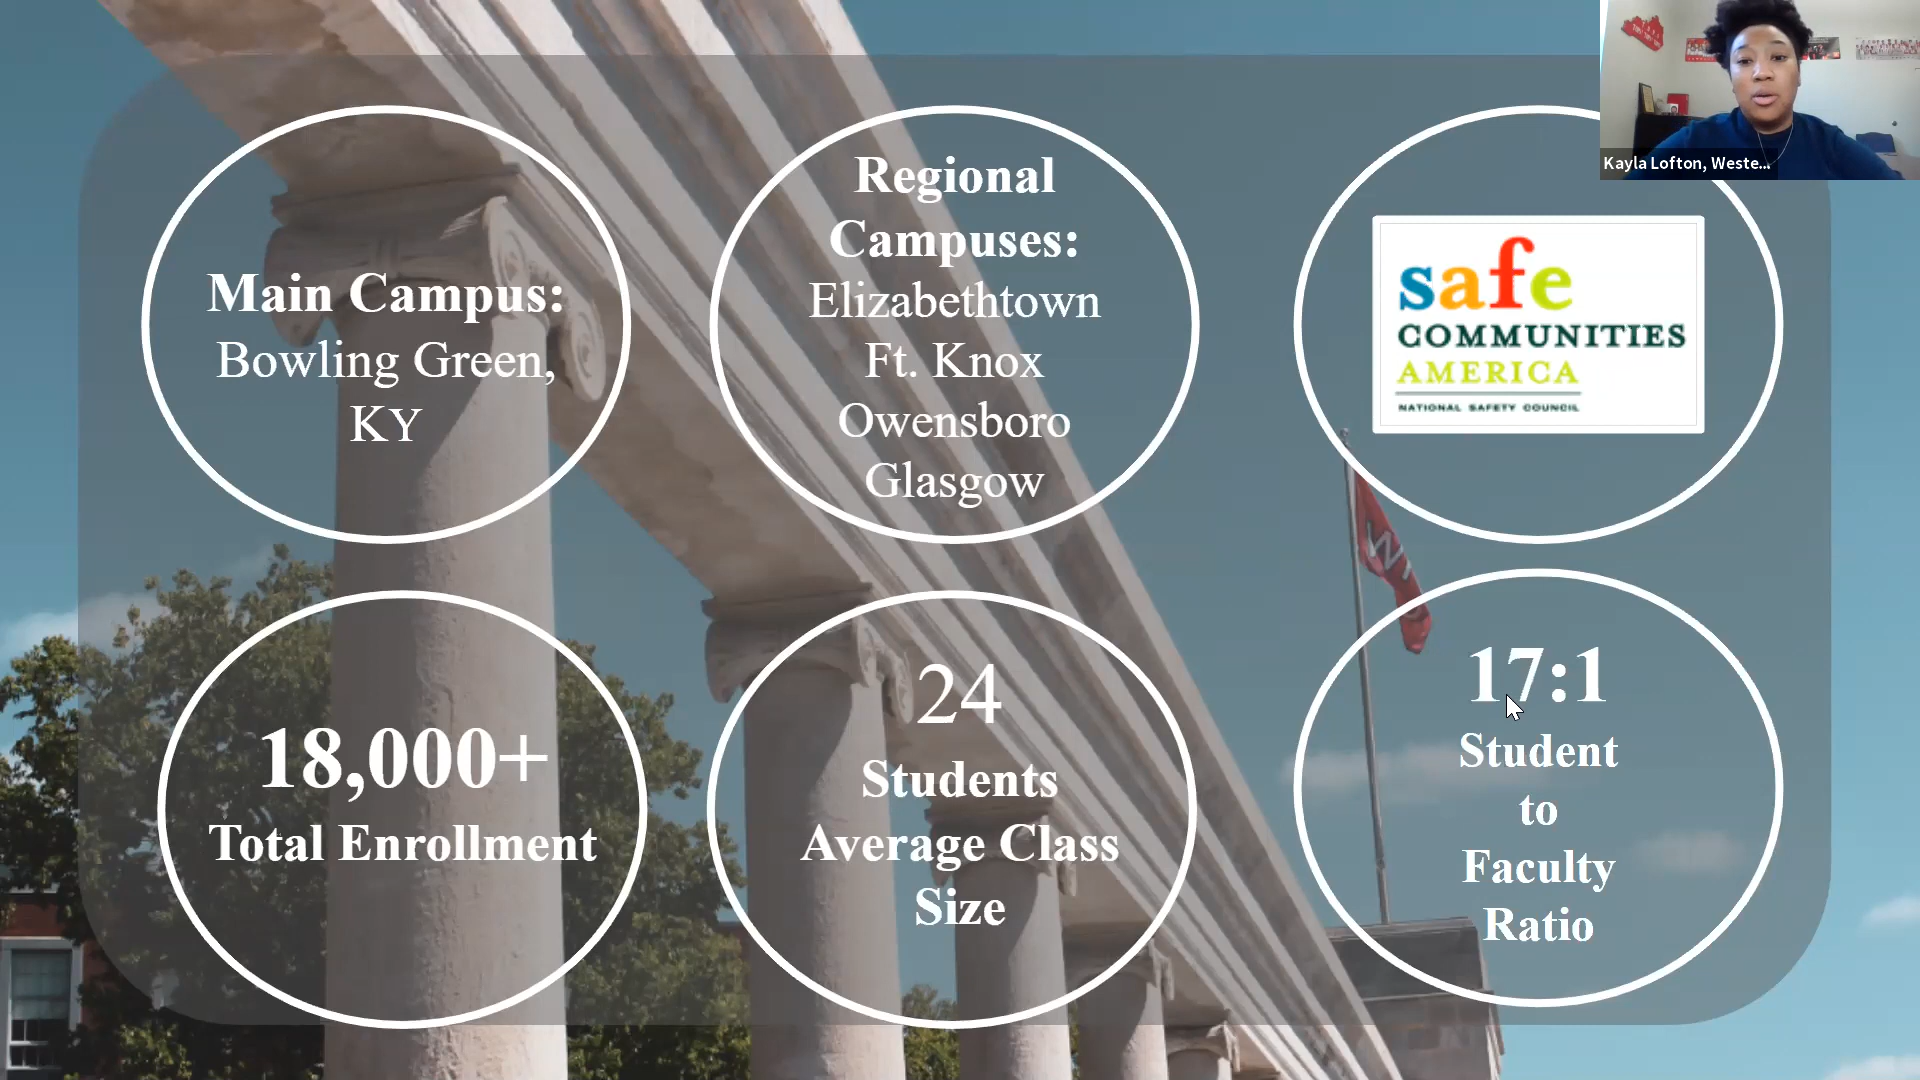 Main Campus:
Bowling Green,
KY
Regional
Campuses:
Elizabethtown
Ft. Knox
Owensboro
Glasgow
safe
COMMUNITIES
AMERICA
NATIONAL SAFETY COUNCIL
Kayla Lofton, Weste...
18,000+
Total Enrollment
24
Students
Average Class
Size
17:1
Student
to
Faculty
Ratio